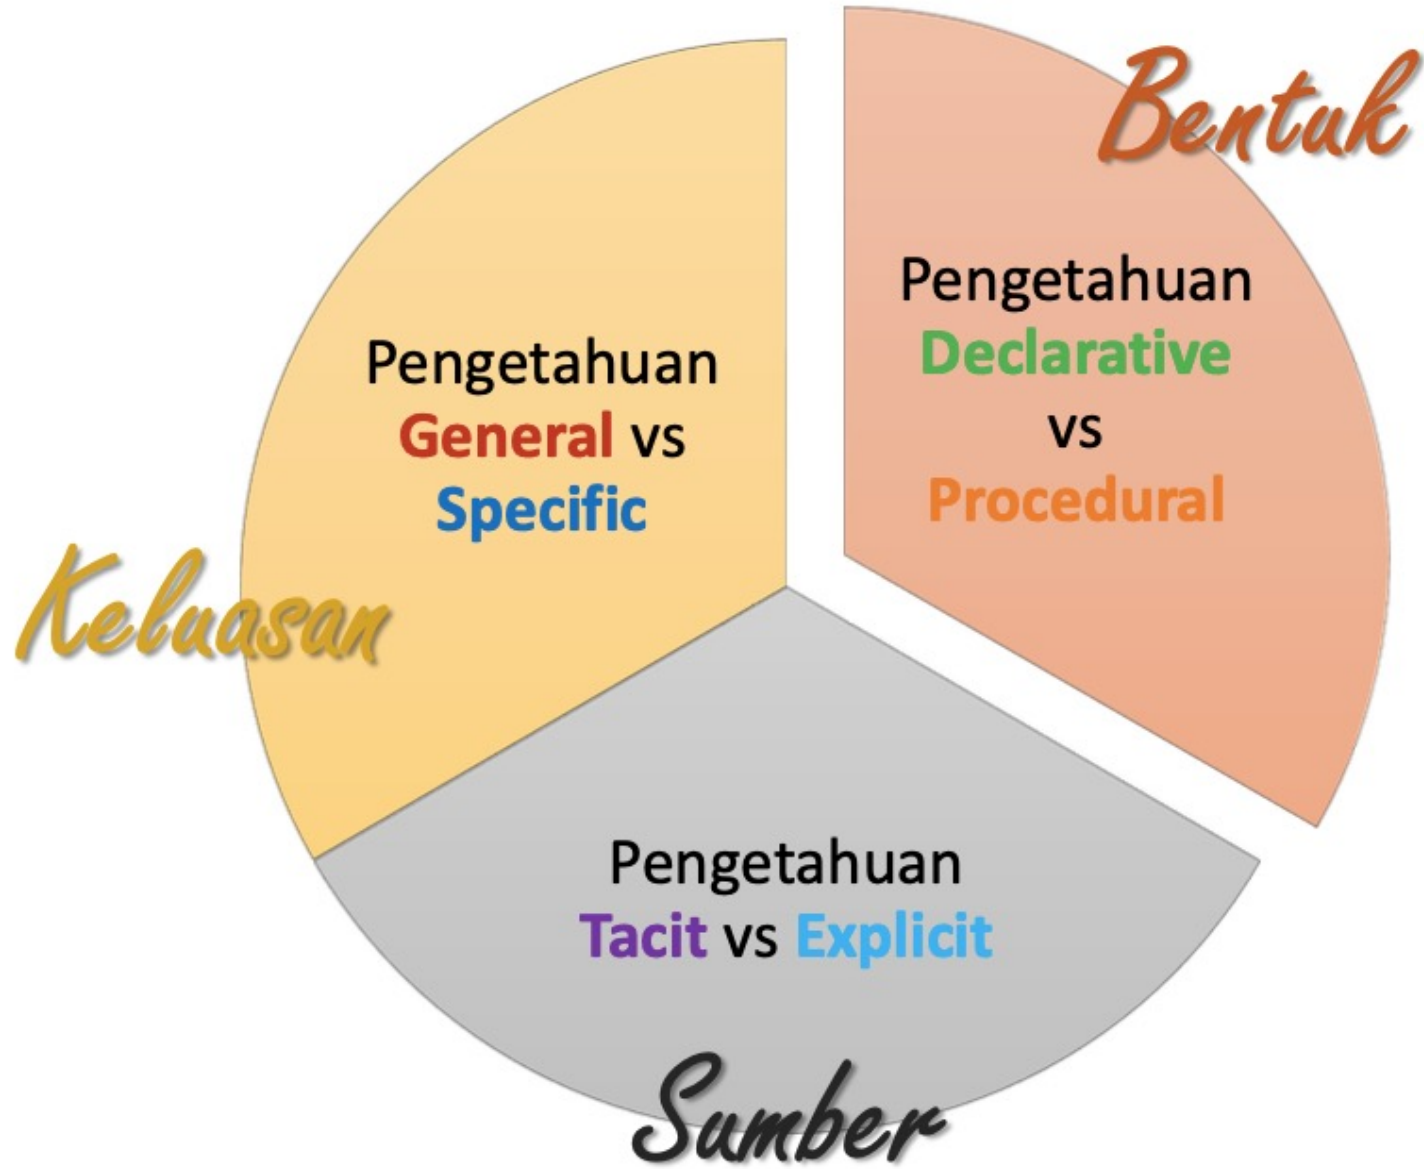 Bentuk
Pengetahuan
Declarative
vs
Procedural
Pengetahuan
General vs
Specific
Keluasan
Pengetahuan
Tacit vs Explicit
Sumber